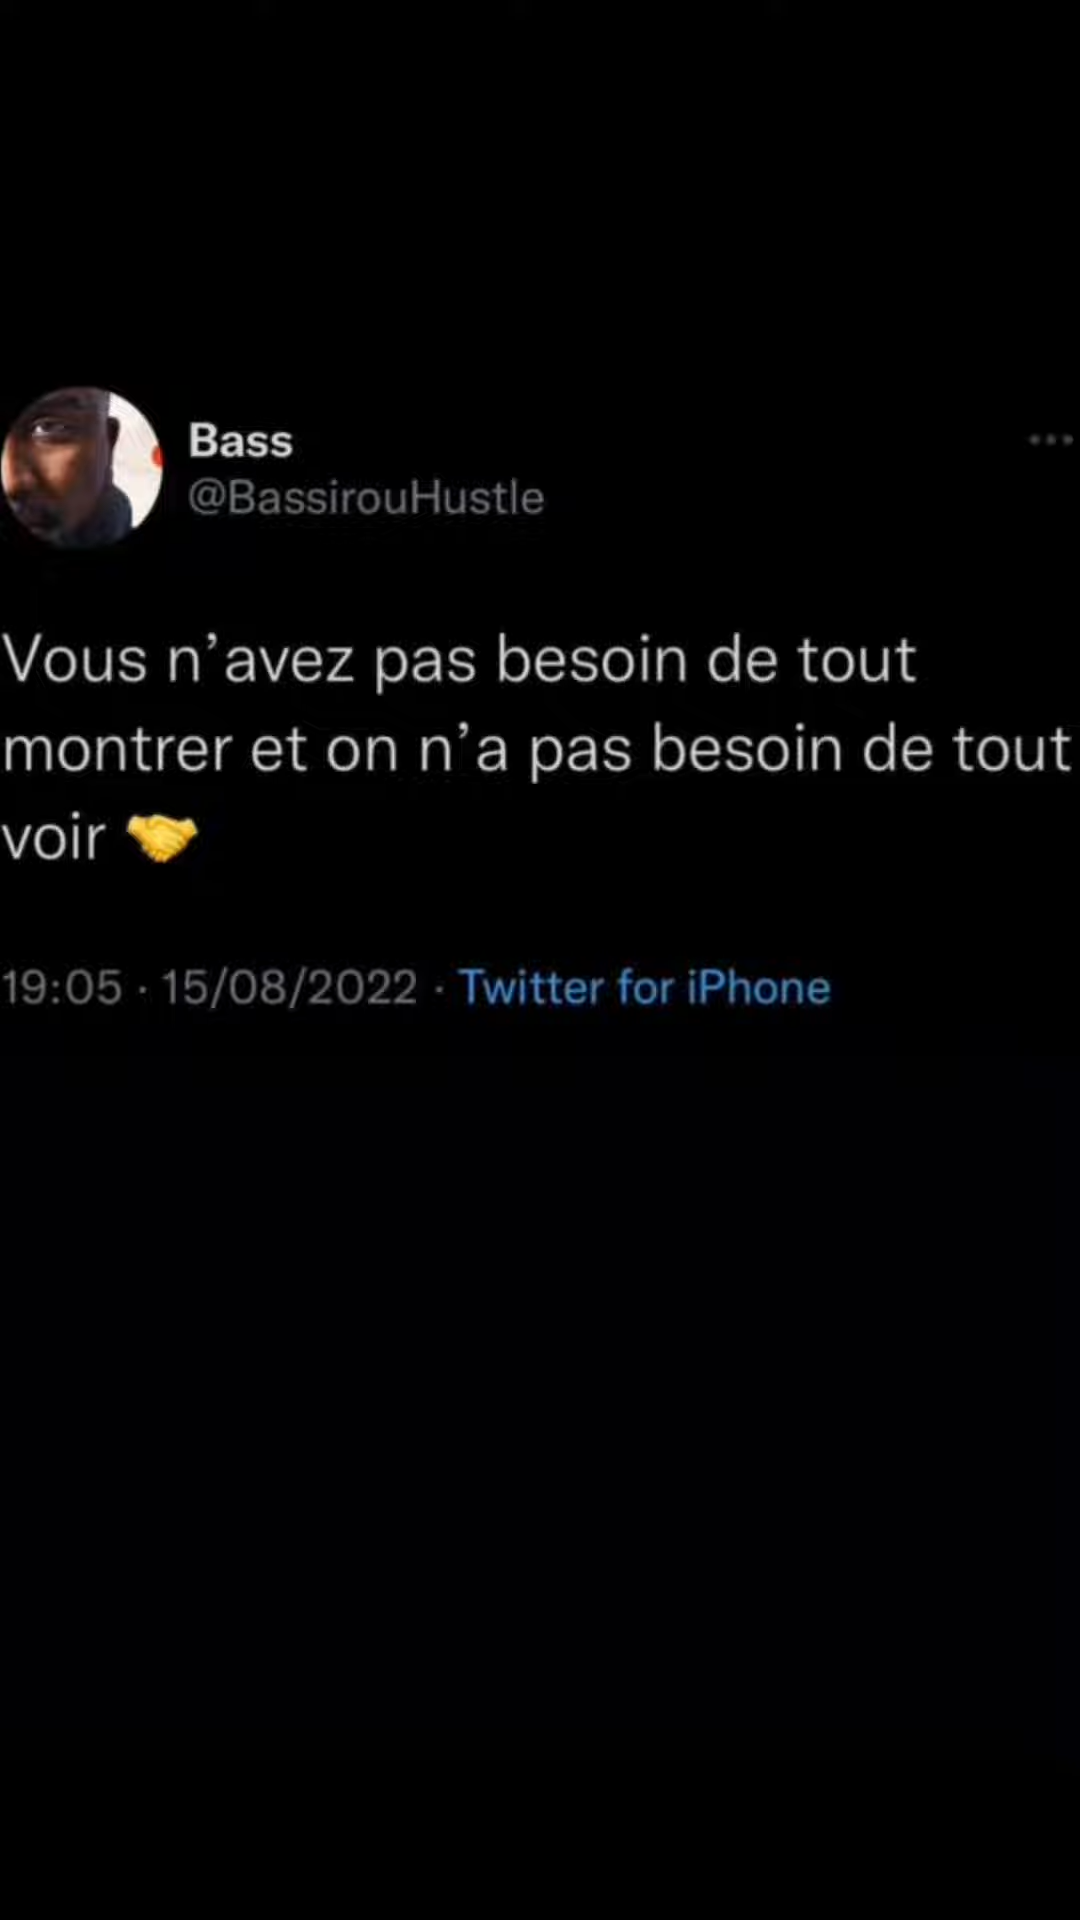 Bass
@BassirouHustle
Vous n’avez pas besoin de tout
montrer et on n’a pas besoin de tout
voir 🤝
19:05 · 15/08/2022 · Twitter for iPhone